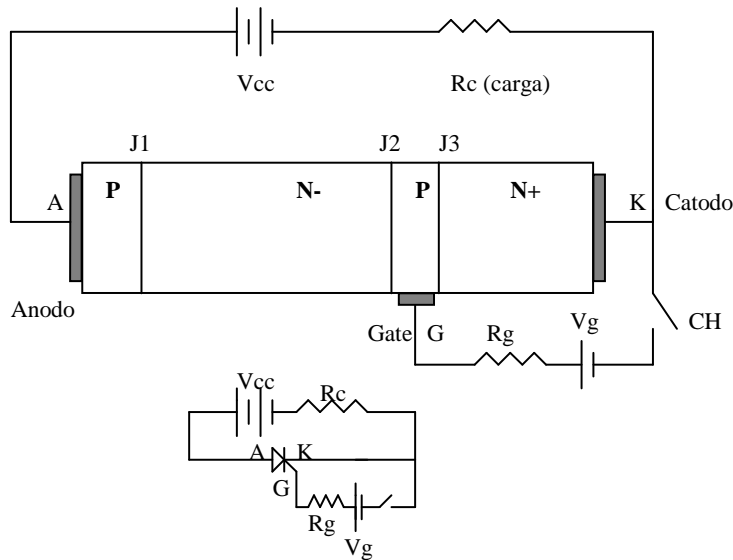 Vcc
Rc (carga)
J1
J2
J3
P
N-
P
N+
A
K
Catodo
Anodo
Gate
G
Rg
Vg
CH
Vcc
Rc
A
K
G
Rg
Vg